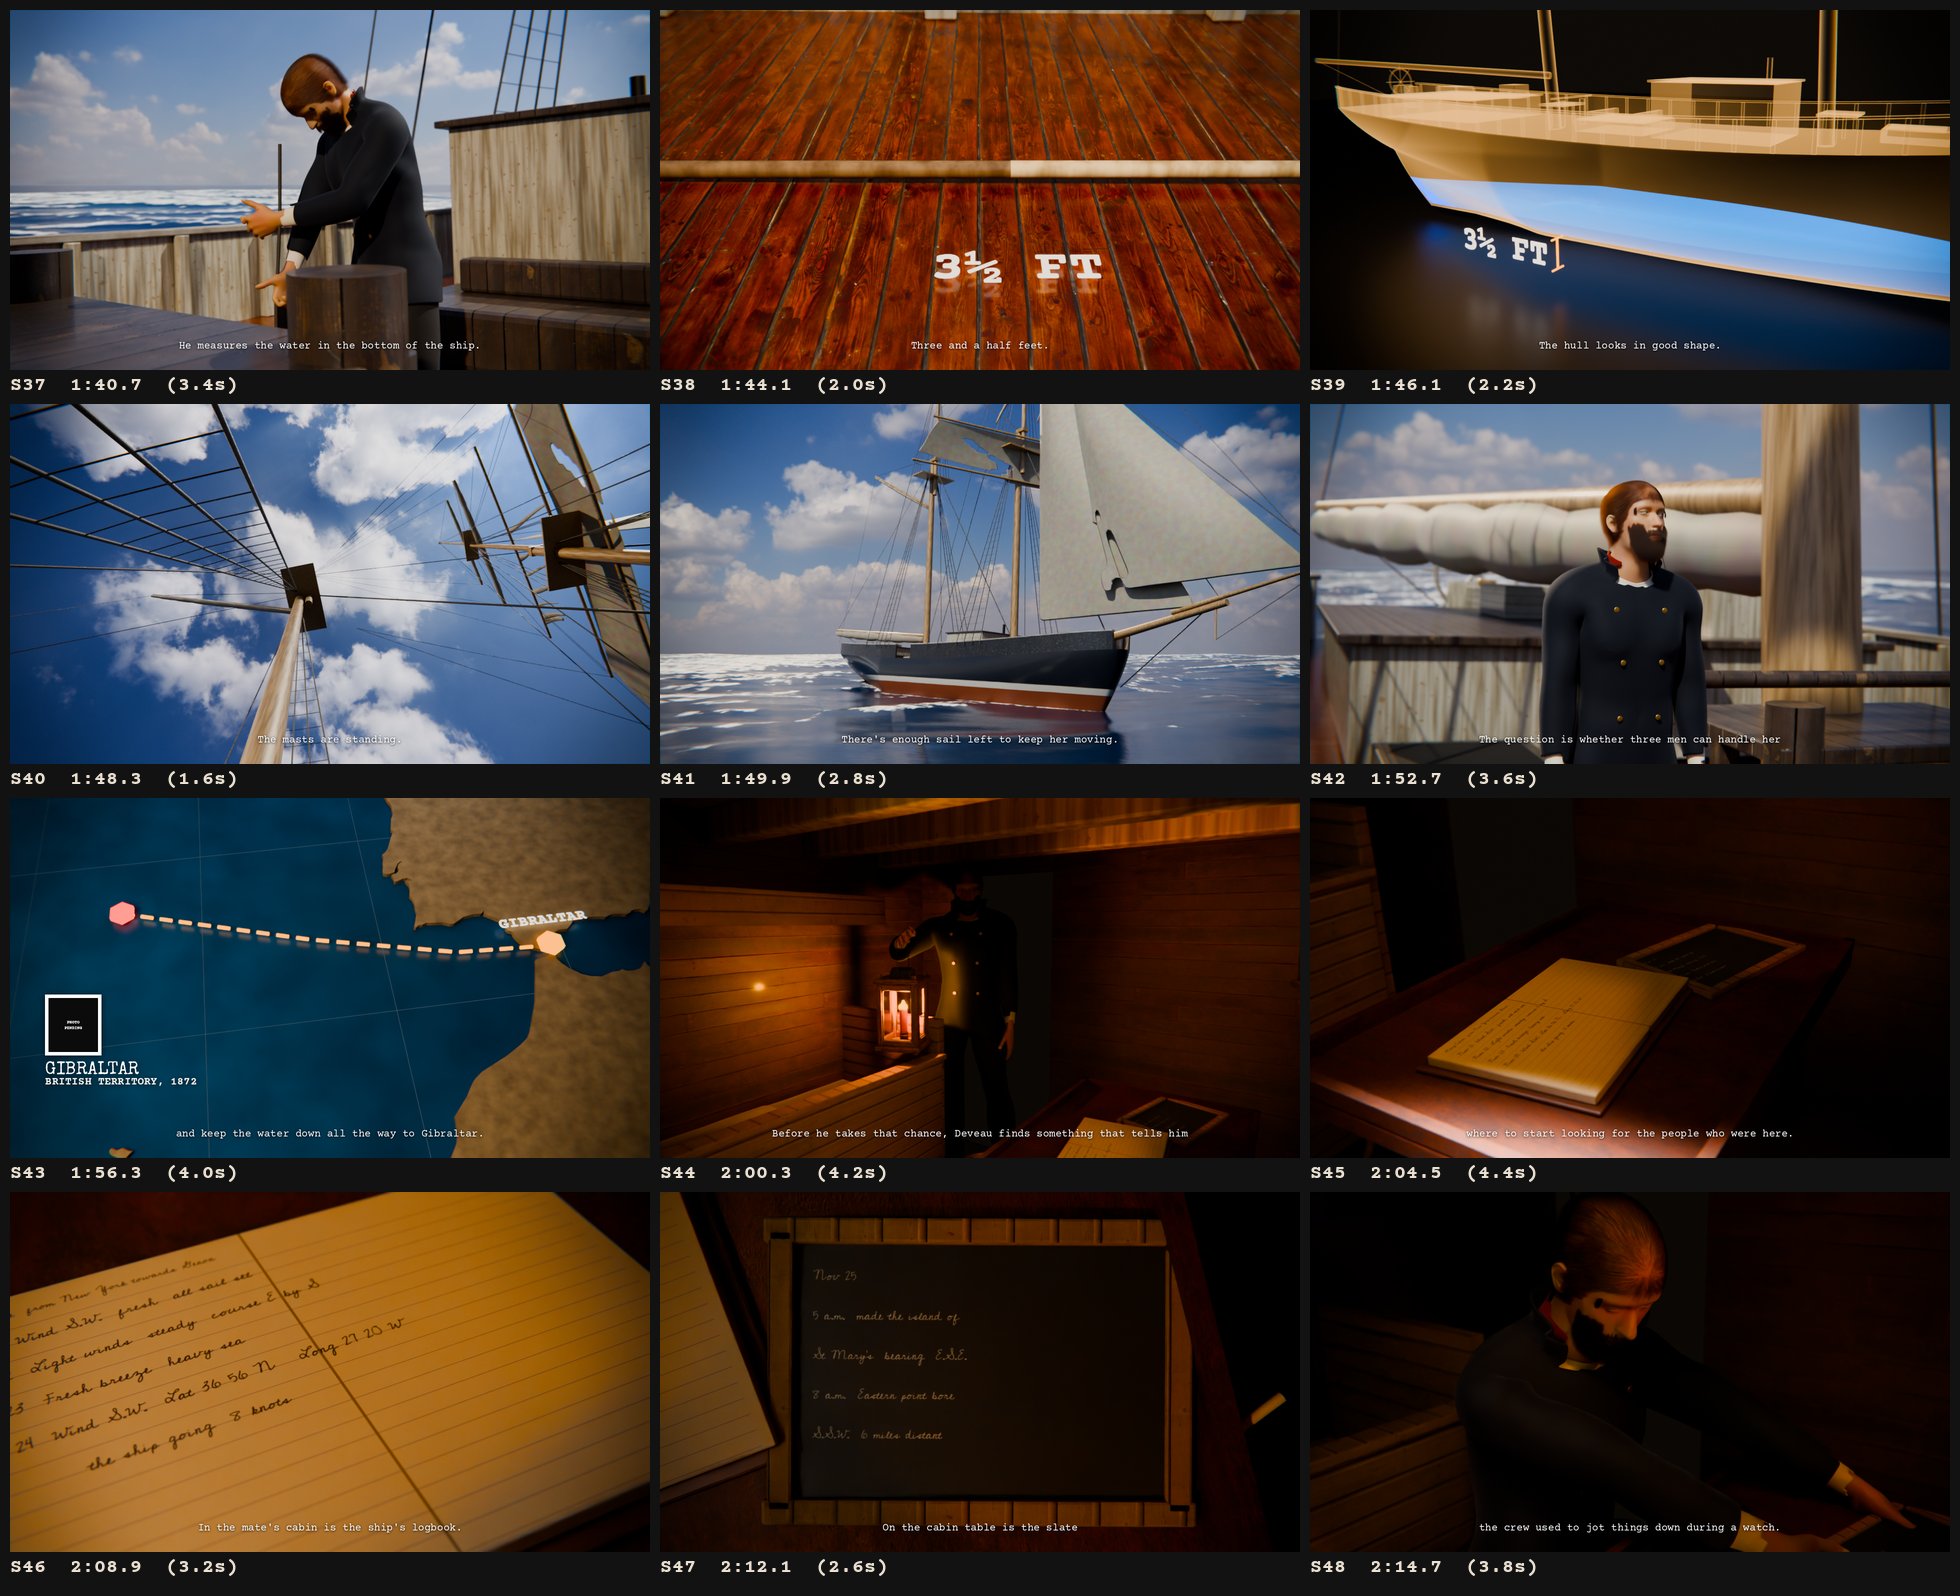 He measures the water in the bottom of the ship.
S37 1:40.7 (3.4s)
3½ FT
Three and a half feet.
S38 1:44.1 (2.0s)
3½ FT
The hull looks in good shape.
S39 1:46.1 (2.2s)
The masts are standing.
S40 1:48.3 (1.6s)
There's enough sail left to keep her moving.
S41 1:49.9 (2.8s)
The question is whether three men can handle her
S42 1:52.7 (3.6s)
GIBRALTAR
PHOTO
PENDING
GIBRALTAR
BRITISH TERRITORY, 1872
and keep the water down all the way to Gibraltar.
S43 1:56.3 (4.0s)
Before he takes that chance, Deveau finds something that tells him
S44 2:00.3 (4.2s)
where to start looking for the people who were here.
S45 2:04.5 (4.4s)
from New York towards Genoa
Wind S.W. fresh all sail set
Light winds steady course E by S
23 Fresh breeze heavy sea
24 Wind S.W. Lat 36 56 N Long 27 20 W
the ship going 8 knots
In the mate's cabin is the ship's logbook.
S46 2:08.9 (3.2s)
Nov 25
5 a.m. made the island of
St Mary's bearing E.S.E.
8 a.m. Eastern point bore
S.S.W. 6 miles distant
On the cabin table is the slate
S47 2:12.1 (2.6s)
the crew used to jot things down during a watch.
S48 2:14.7 (3.8s)